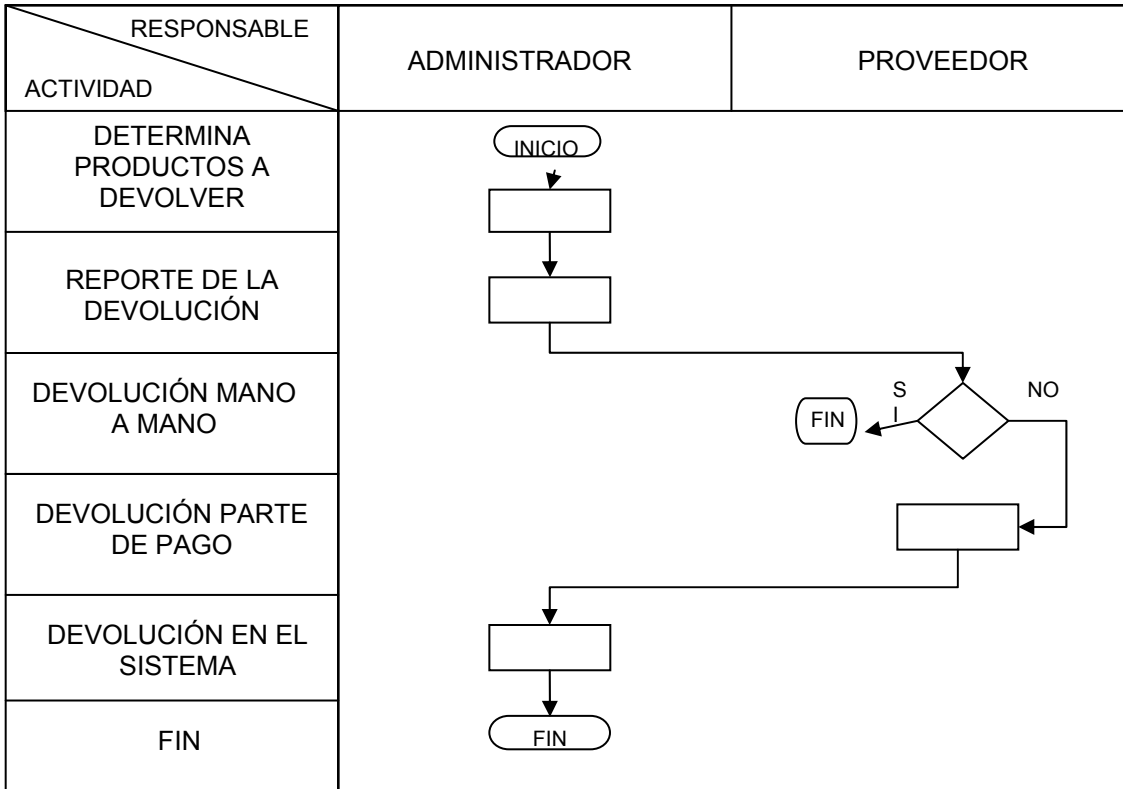 RESPONSABLE
ACTIVIDAD
ADMINISTRADOR
PROVEEDOR
DETERMINA
PRODUCTOS A
DEVOLVER
INICIO
REPORTE DE LA
DEVOLUCIÓN
DEVOLUCIÓN MANO
A MANO
FIN
S
I
NO
DEVOLUCIÓN PARTE
DE PAGO
DEVOLUCIÓN EN EL
SISTEMA
FIN
FIN